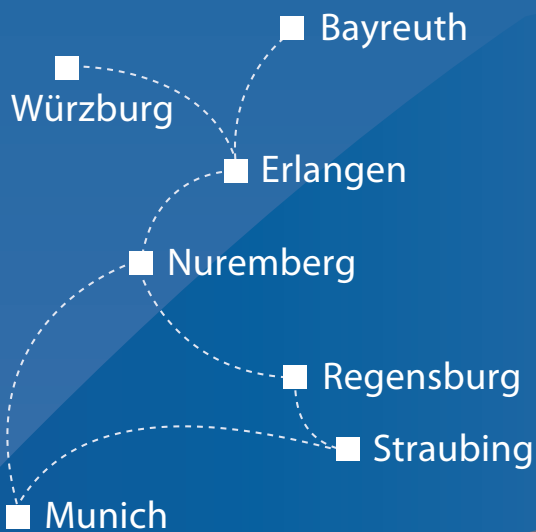 Bayreuth
Würzburg
Erlangen
Nuremberg
Regensburg
Straubing
Munich